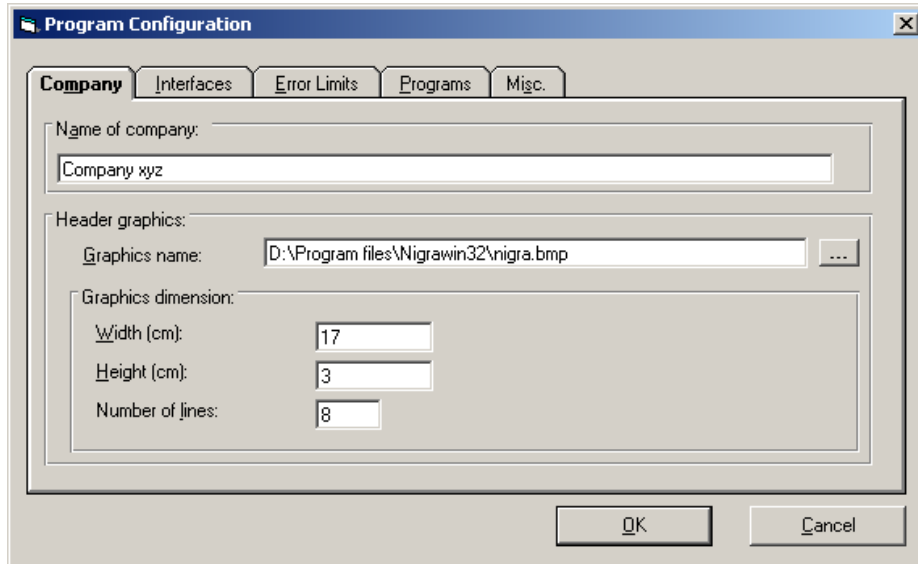 Program Configuration
Company Interfaces Error Limits Programs Misc.
Name of company:
Company xyz
Header graphics:
Graphics name: D:\Program files\Nigrawin32\nigra.bmp ...
Graphics dimension:
Width (cm): 17
Height (cm): 3
Number of lines: 8
OK Cancel